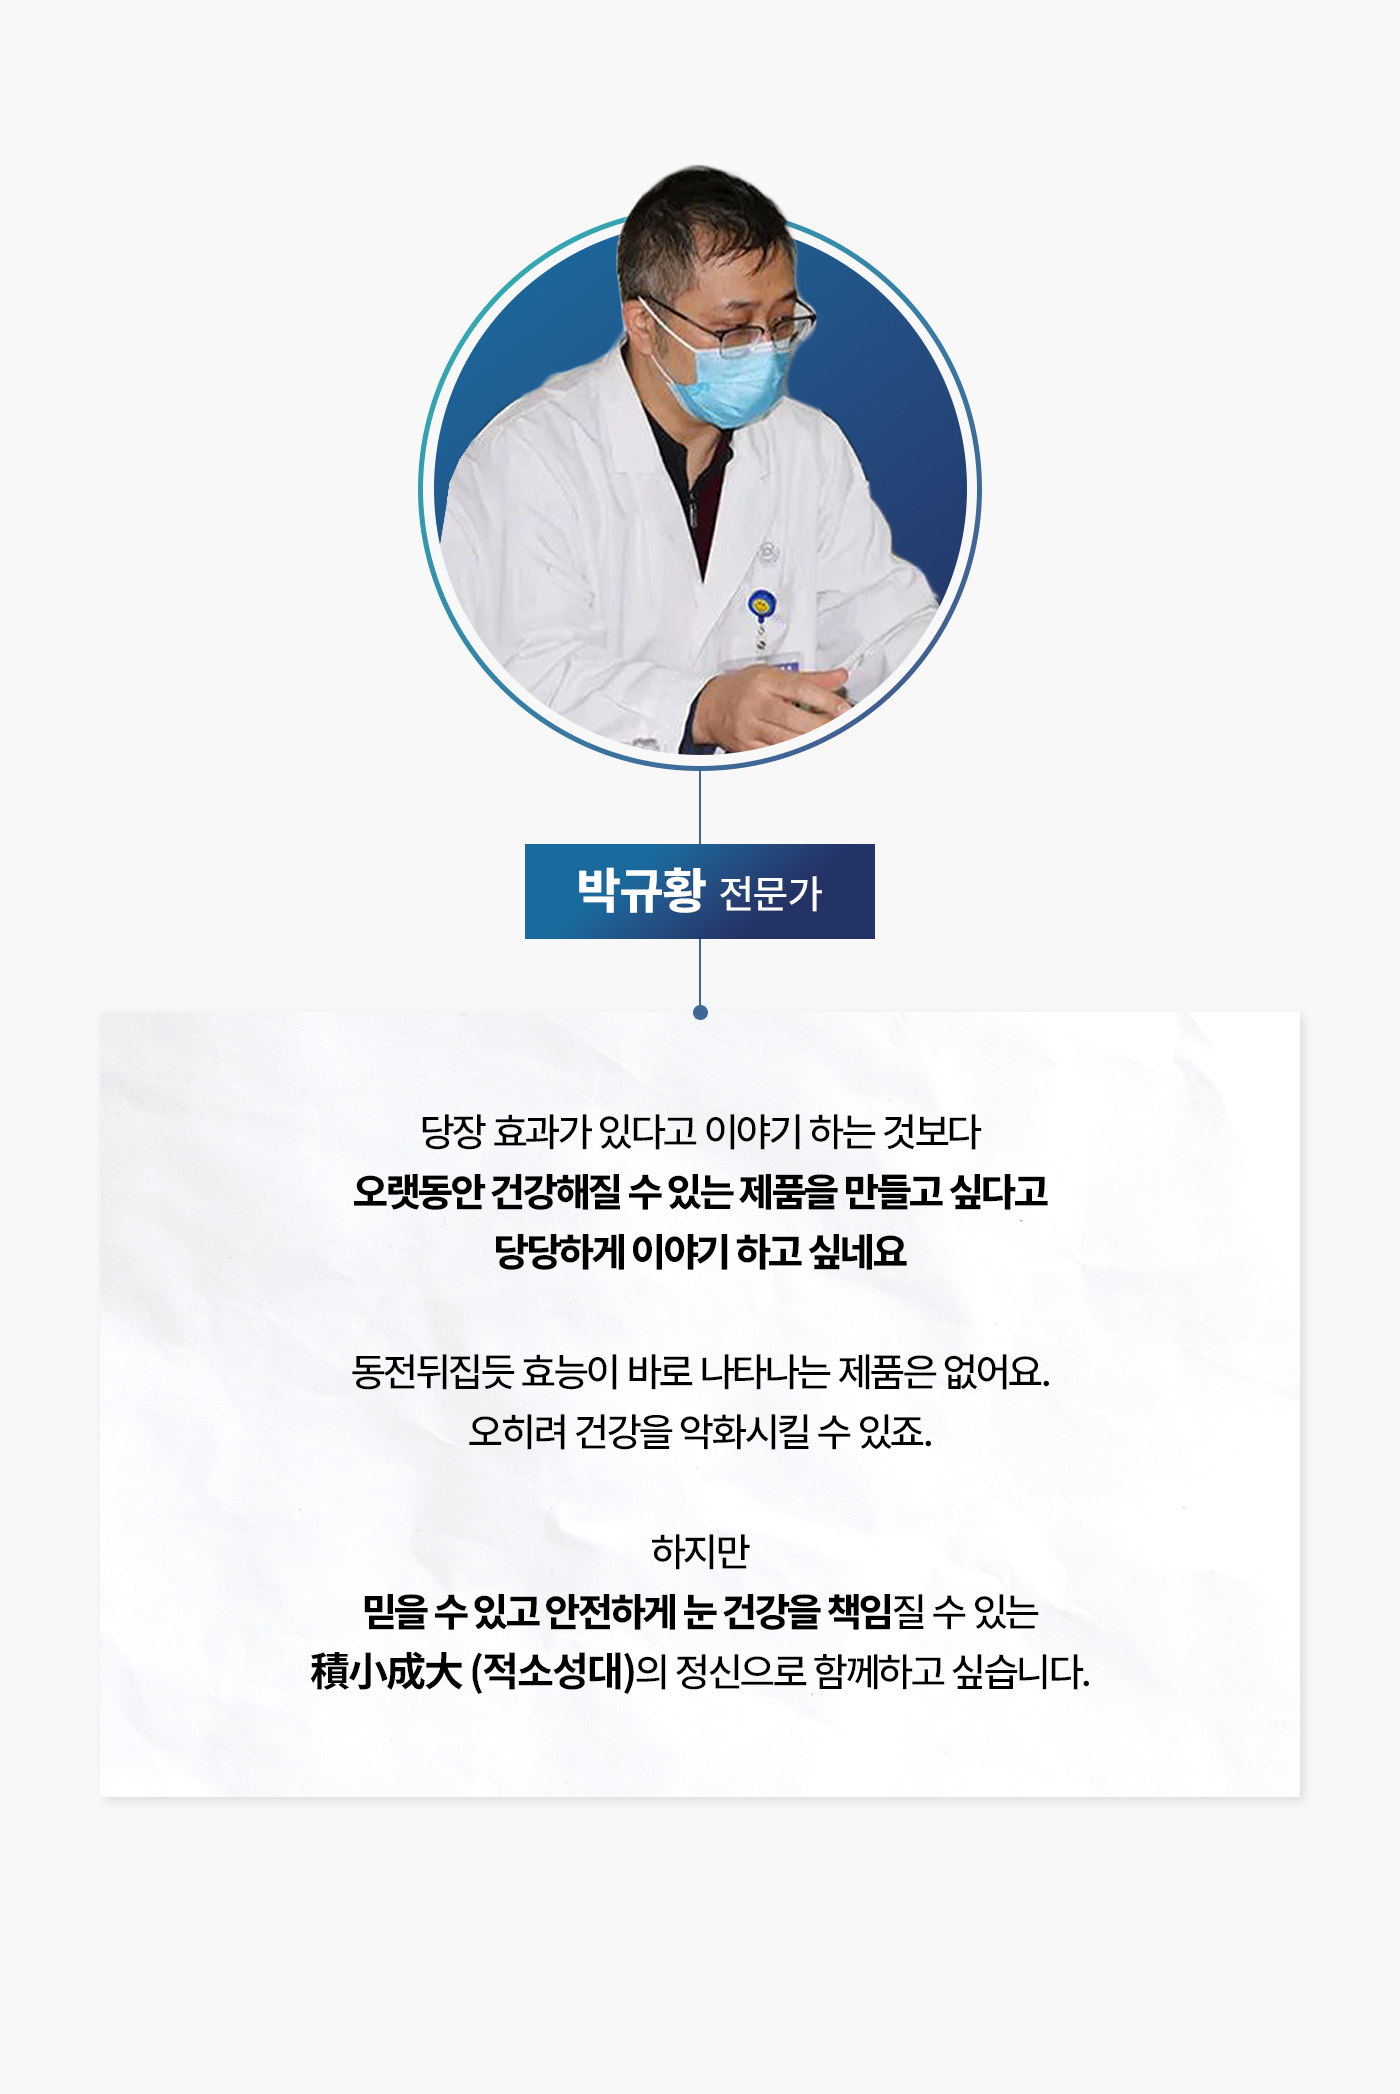 박규황 전문가
당장 효과가 있다고 이야기 하는 것보다
오랫동안 건강해질 수 있는 제품을 만들고 싶다고
당당하게 이야기 하고 싶네요
동전뒤집듯 효능이 바로 나타나는 제품은 없어요.
오히려 건강을 악화시킬 수 있죠.
하지만
믿을 수 있고 안전하게 눈 건강을 책임질 수 있는
積小成大 (적소성대)의 정신으로 함께하고 싶습니다.